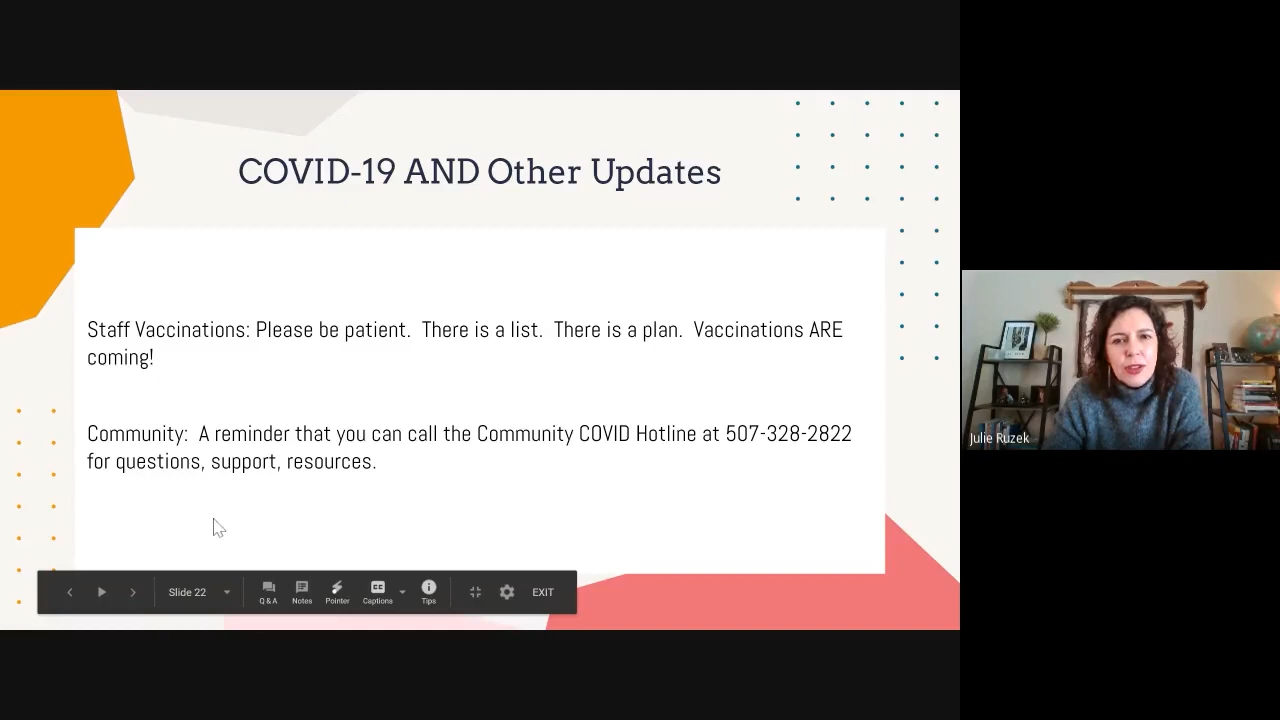 COVID-19 AND Other Updates
Staff Vaccinations: Please be patient.  There is a list.  There is a plan.  Vaccinations ARE
coming!
Community:  A reminder that you can call the Community COVID Hotline at 507-328-2822
for questions, support, resources.
Julie Ruzek
Slide 22
Q & A
Notes
Pointer
CC
Captions
Tips
EXIT